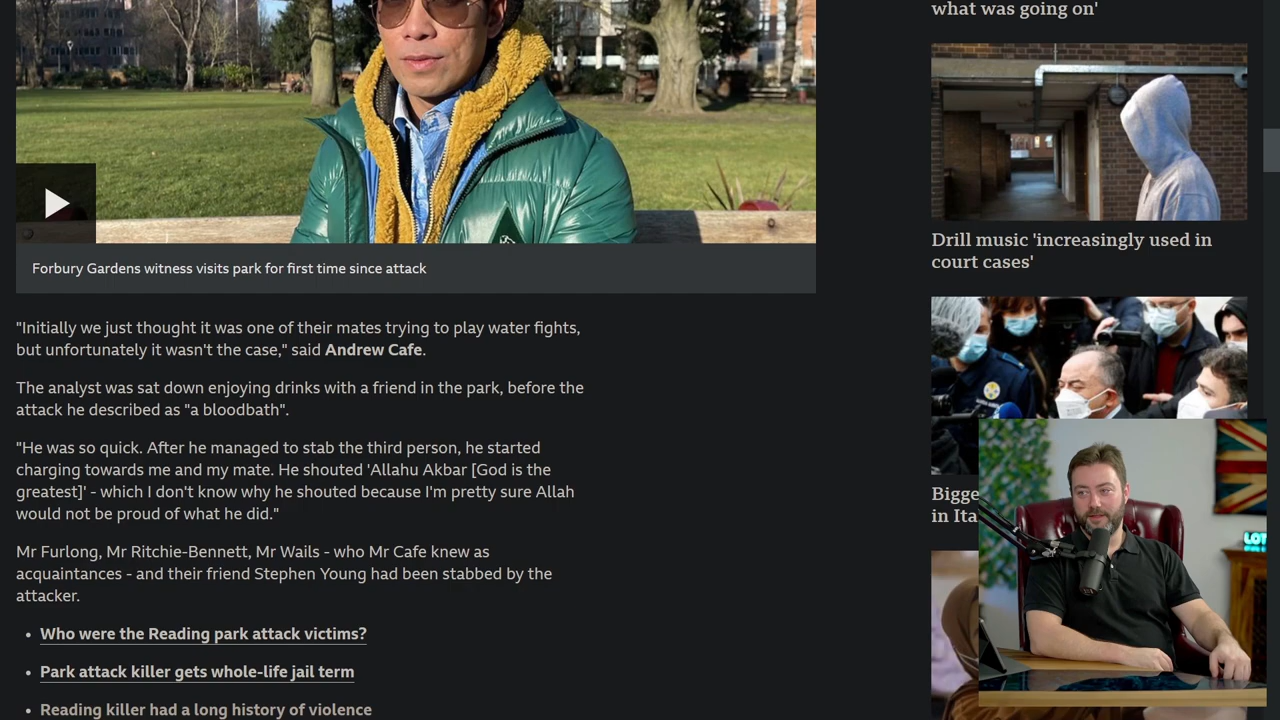 what was going on'
Forbury Gardens witness visits park for first time since attack
"Initially we just thought it was one of their mates trying to play water fights,
but unfortunately it wasn't the case," said Andrew Cafe.
The analyst was sat down enjoying drinks with a friend in the park, before the
attack he described as "a bloodbath".
"He was so quick. After he managed to stab the third person, he started
charging towards me and my mate. He shouted 'Allahu Akbar [God is the
greatest]' - which I don't know why he shouted because I'm pretty sure Allah
would not be proud of what he did."
Mr Furlong, Mr Ritchie-Bennett, Mr Wails - who Mr Cafe knew as
acquaintances - and their friend Stephen Young had been stabbed by the
attacker.
• Who were the Reading park attack victims?
• Park attack killer gets whole-life jail term
• Reading killer had a long history of violence
Drill music 'increasingly used in
court cases'
Bigge
in Ita
LOT